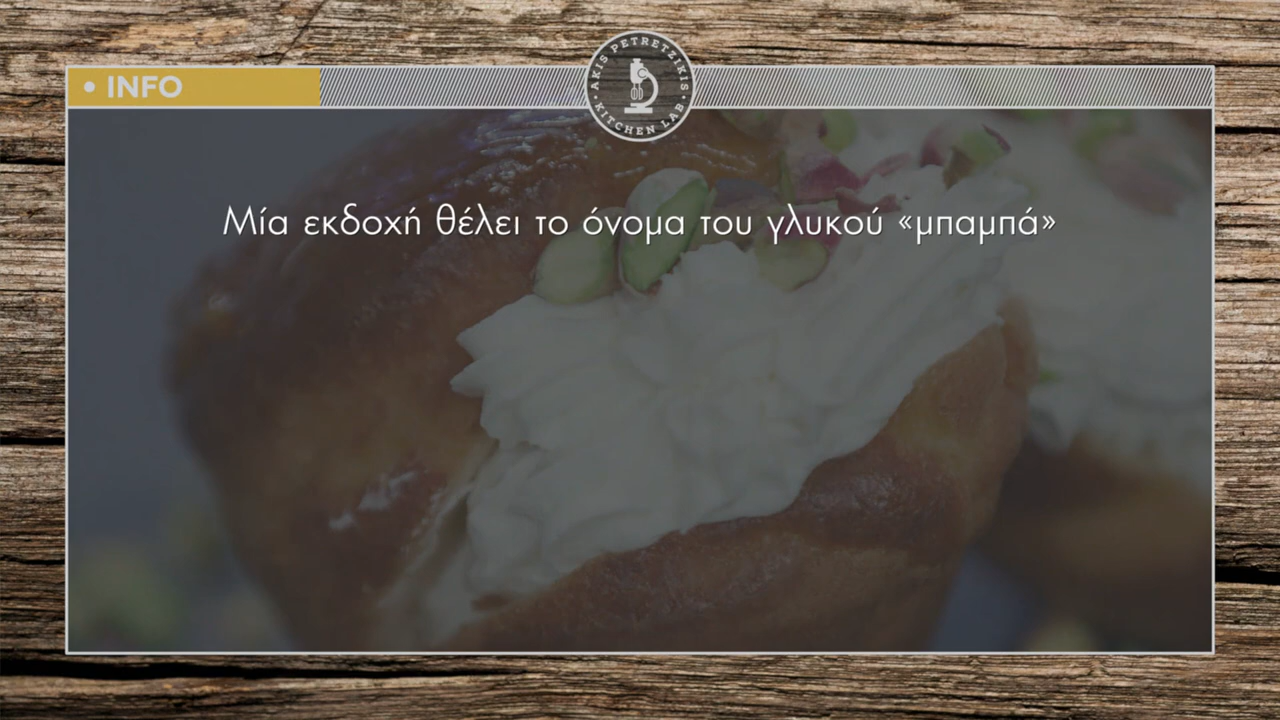 • INFO
AKIS PETRETZIKIS
• KITCHEN LAB •
Μία εκδοχή θέλει το όνομα του γλυκού «μπαμπά»